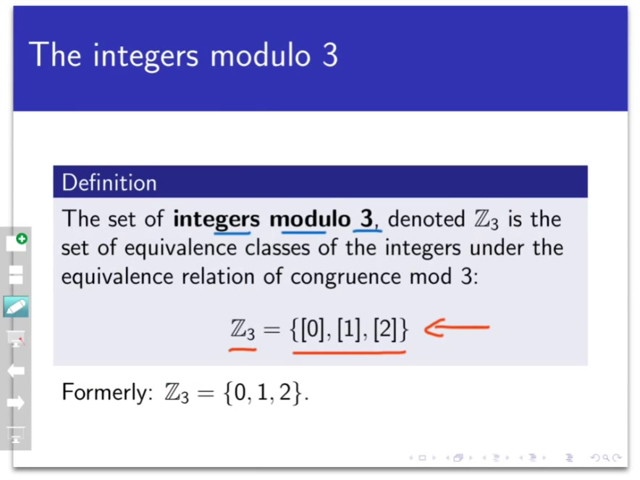 The integers modulo 3
Definition
The set of integers modulo 3, denoted ℤ₃ is the
set of equivalence classes of the integers under the
equivalence relation of congruence mod 3:
ℤ₃ = {[0], [1], [2]}
Formerly: ℤ₃ = {0, 1, 2}.